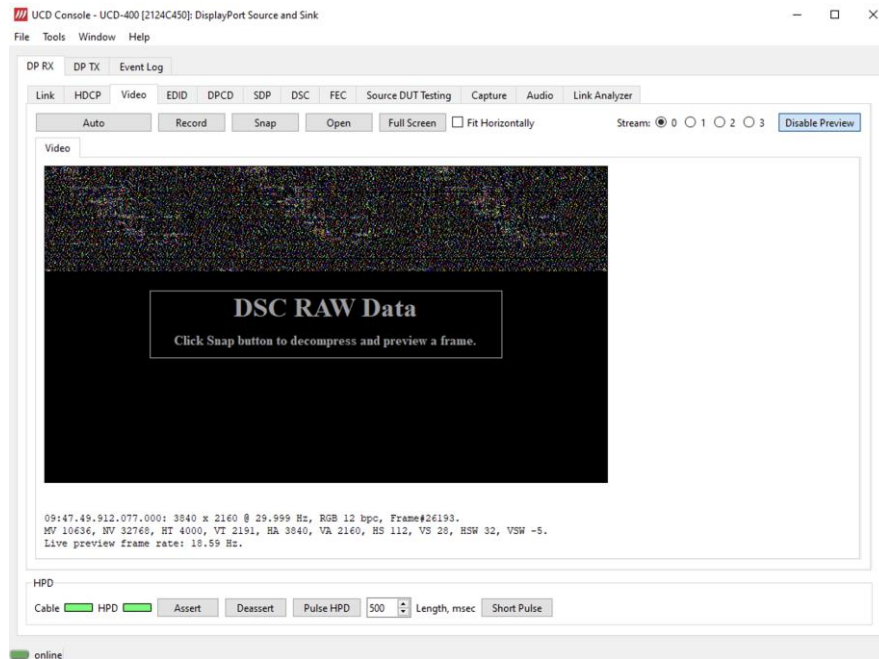 UCD Console - UCD-400 [2124C450]: DisplayPort Source and Sink
File Tools Window Help
DP RX DP TX Event Log
Link HDCP Video EDID DPCD SDP DSC FEC Source DUT Testing Capture Audio Link Analyzer
Auto Record Snap Open Full Screen Fit Horizontally Stream: 0 1 2 3 Disable Preview
Video
DSC RAW Data
Click Snap button to decompress and preview a frame.
09:47.49.912.077.000: 3840 x 2160 @ 29.999 Hz, RGB 12 bpc, Frame#26193.
MV 10636, NV 32768, HT 4000, VT 2191, HA 3840, VA 2160, HS 112, VS 28, HSW 32, VSW -5.
Live preview frame rate: 18.59 Hz.
HPD
Cable HPD Assert Deassert Pulse HPD 500 Length, msec Short Pulse
online